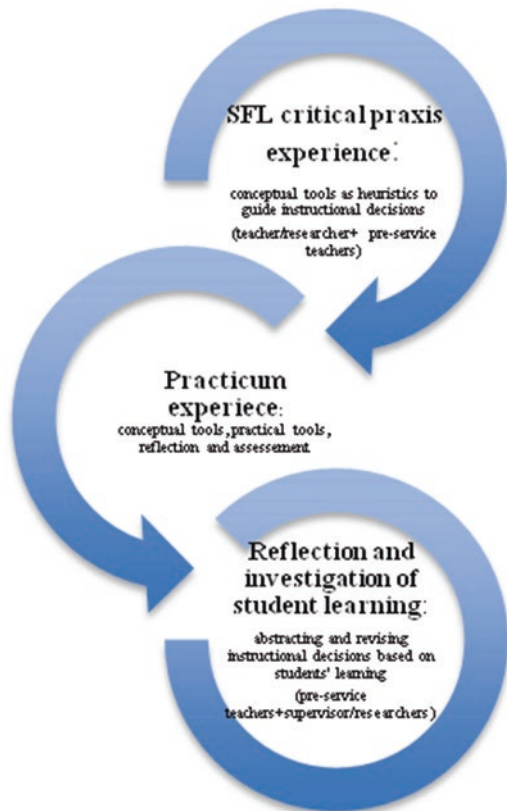 SFL critical praxis
experience:
conceptual tools as heuristics to
guide instructional decisions
(teacher/researcher+ pre-service
teachers)
Practicum
experiece:
conceptual tools,practical tools,
reflection and assessement
Reflection and
investigation of
student learning:
abstracting and revising
instructional decisions based on
students' learning
(pre-service
teachers+supervisor/researchers)